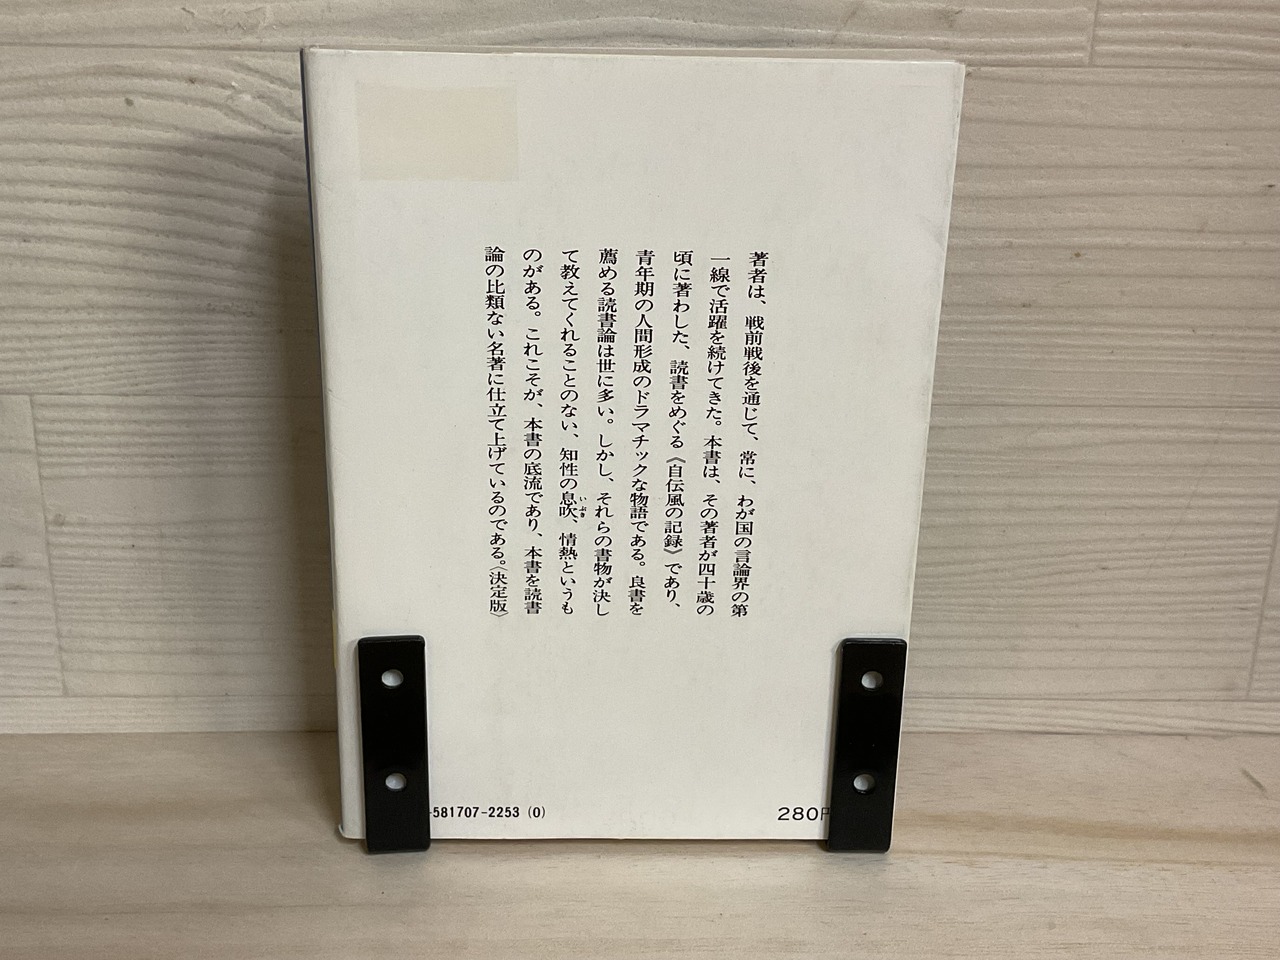 著者は、戦前戦後を通じて、常に、わが国の言論界の第
一線で活躍を続けてきた。本書は、その著者が四十歳の
頃に著わした、読書をめぐる《自伝風の記録》であり、
青年期の人間形成のドラマチックな物語である。良書を
薦める読書論は世に多い。しかし、それらの書物が決し
て教えてくれることのない、知性の息吹、情熱というも
いぶき
のがある。これこそが、本書の底流であり、本書を読書
論の比類ない名著に仕立て上げているのである。〈決定版〉
-581707-2253 (0)
280円